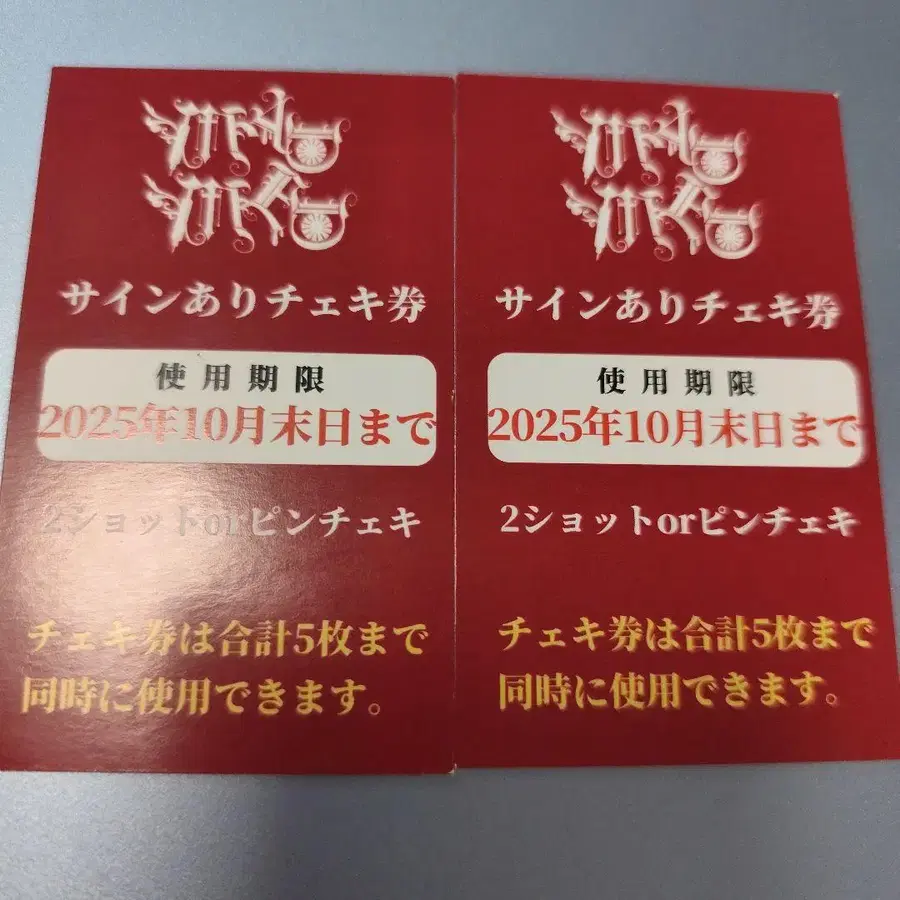 サインありチェキ券
使用期限
2025年10月末日まで
2ショットorピンチェキ
チェキ券は合計5枚まで
同時に使用できます。
サインありチェキ券
使用期限
2025年10月末日まで
2ショットorピンチェキ
チェキ券は合計5枚まで
同時に使用できます。